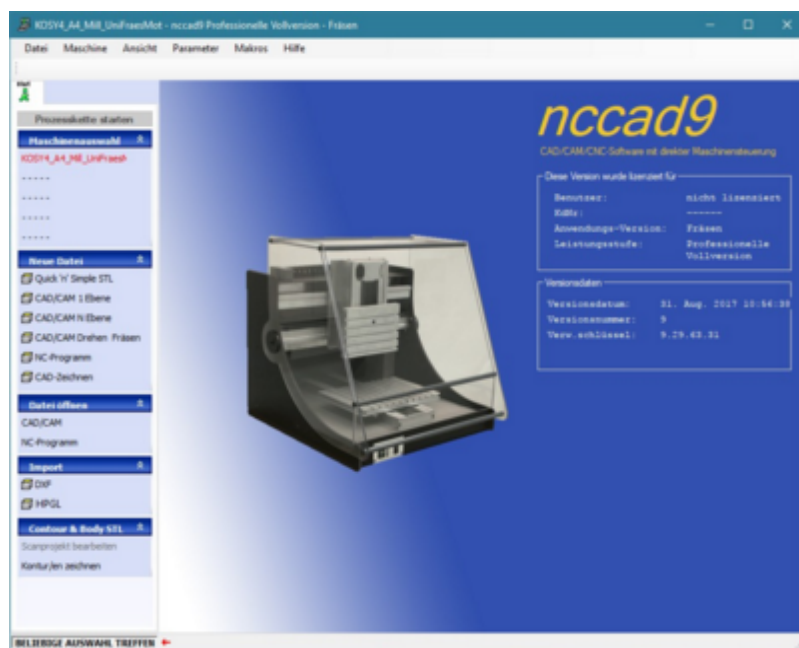 KOSY4_A4_Mill_UniFraesMot - nccad9 Professionelle Vollversion - Fräsen
Datei Maschine Ansicht Parameter Makros Hilfe
Start
Prozesskette starten
Maschinenauswahl
KOSY4_A4_Mill_UniFraesM
-----
-----
-----
-----
Neue Datei
Quick 'n' Simple STL
CAD/CAM 1 Ebene
CAD/CAM N Ebene
CAD/CAM Drehen Fräsen
NC-Programm
CAD-Zeichnen
Datei öffnen
CAD/CAM
NC-Programm
Import
DXF
HPGL
Contour & Body STL
Scanprojekt bearbeiten
Kontur/en zeichnen
nccad9
CAD/CAM/CNC-Software mit direkter Maschinensteuerung
Diese Version wurde lizenziert für
Benutzer: nicht lisensiert
KdNr: ------
Anwendungs-Version: Fräsen
Leistungsstufe: Professionelle
Vollversion
Versionsdaten
Versionsdatum: 31. Aug. 2017 10:56:38
Versionsnummer: 9
Verw.schlüssel: 9.29.63.31
BELIEBIGE AUSWAHL TREFFEN